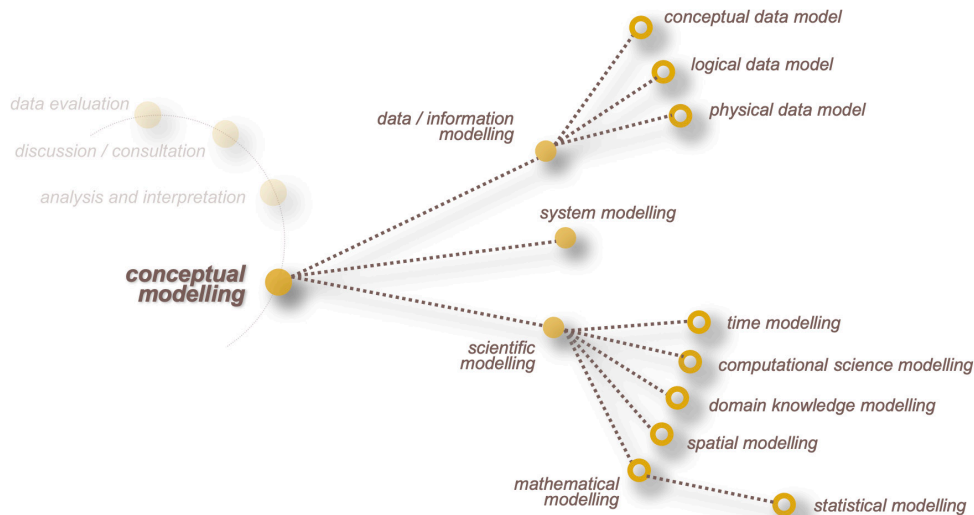 conceptual data model
logical data model
data evaluation
physical data model
data / information
modelling
discussion / consultation
analysis and interpretation
system modelling
conceptual
modelling
time modelling
scientific
modelling
computational science modelling
domain knowledge modelling
spatial modelling
mathematical
modelling
statistical modelling